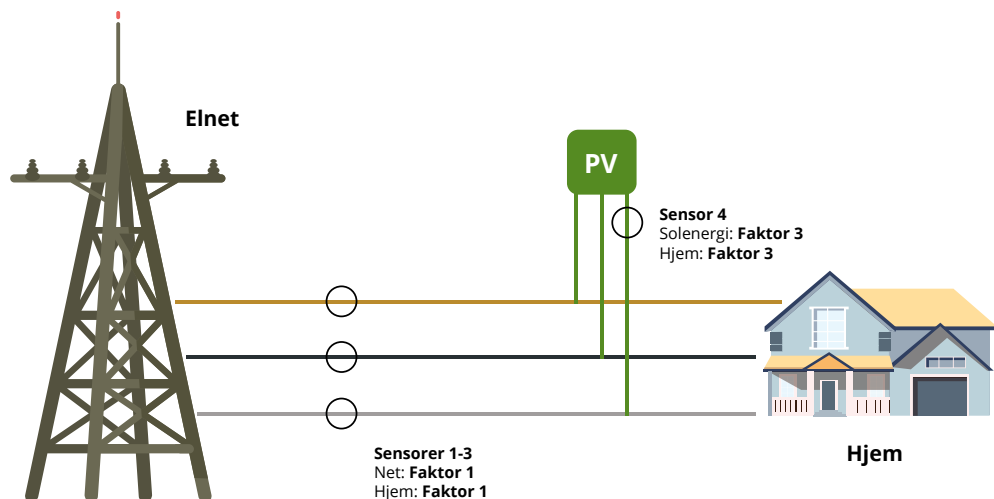 Elnet
PV
Sensor 4
Solenergi: Faktor 3
Hjem: Faktor 3
Hjem
Sensorer 1-3
Net: Faktor 1
Hjem: Faktor 1